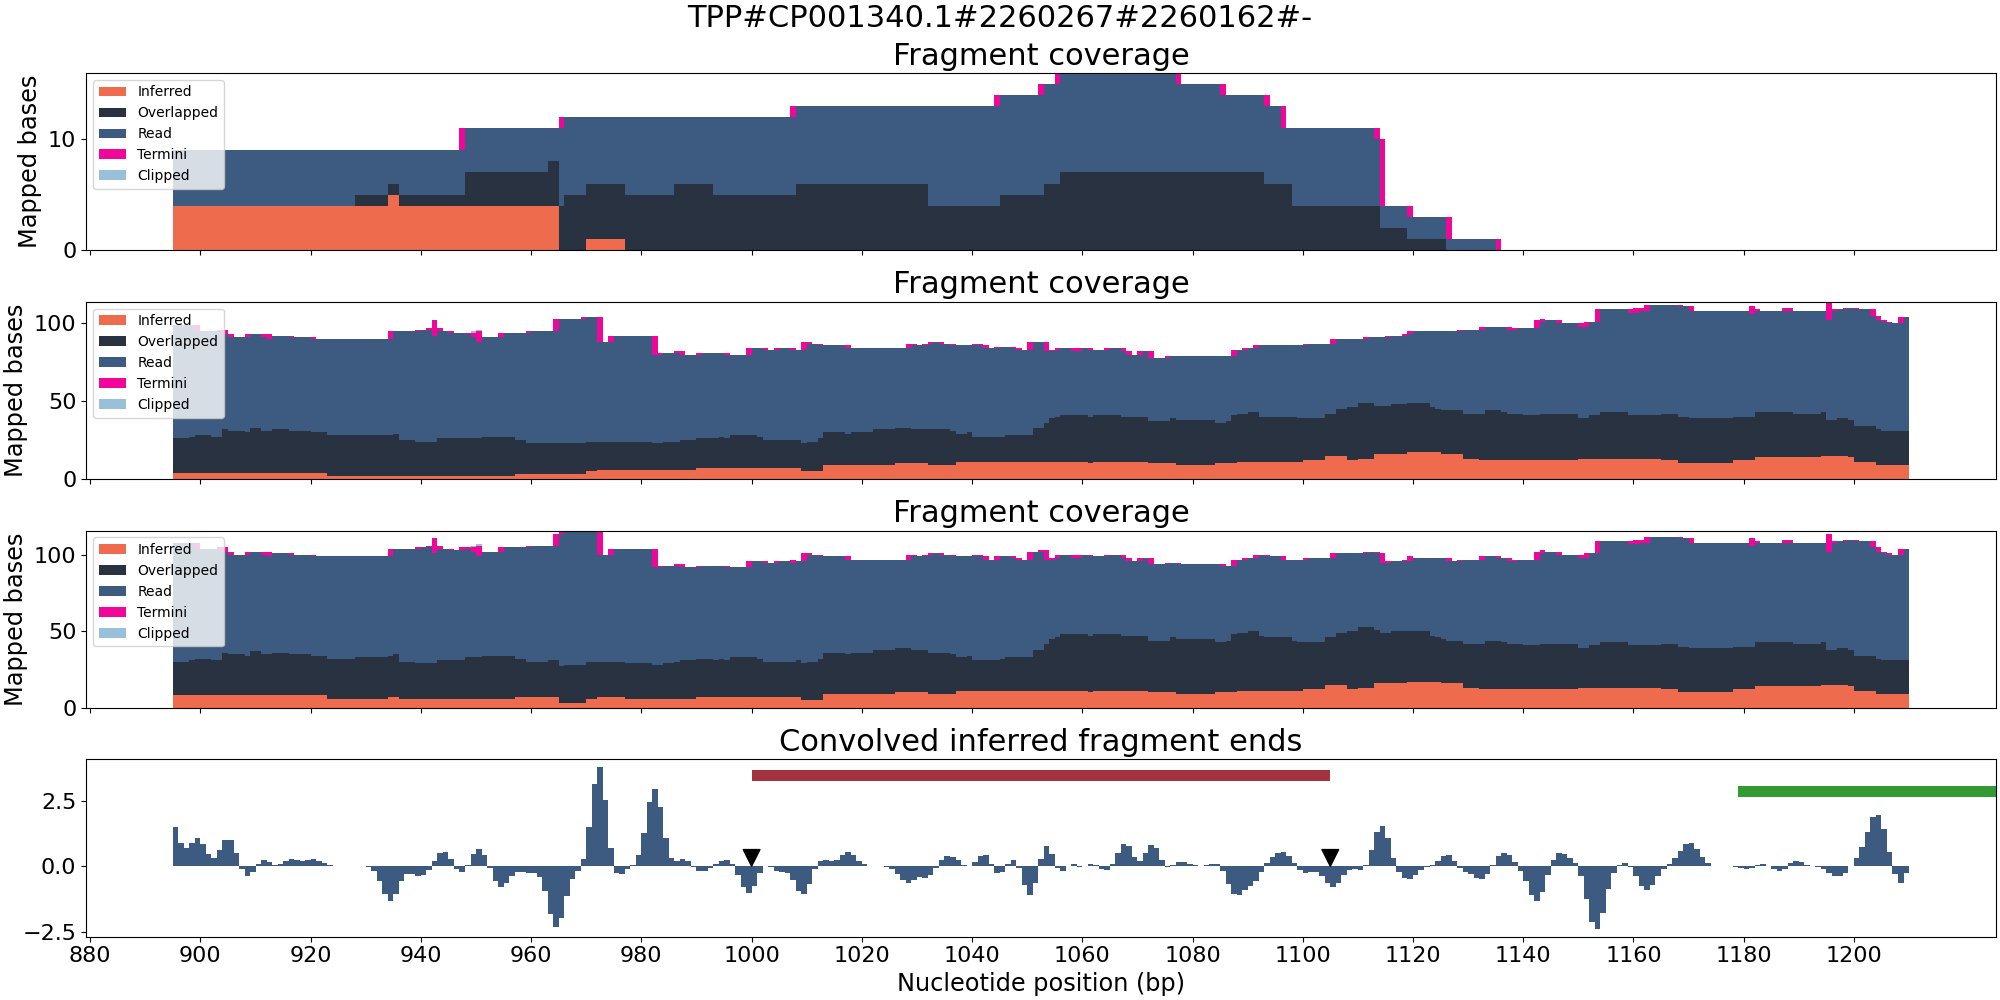 TPP#CP001340.1#2260267#2260162#-
Fragment coverage
Mapped bases
10
0
Inferred
Overlapped
Read
Termini
Clipped
Fragment coverage
Mapped bases
100
50
0
Inferred
Overlapped
Read
Termini
Clipped
Fragment coverage
Mapped bases
100
50
0
Inferred
Overlapped
Read
Termini
Clipped
Convolved inferred fragment ends
2.5
0.0
−2.5
880 900 920 940 960 980 1000 1020 1040 1060 1080 1100 1120 1140 1160 1180 1200
Nucleotide position (bp)